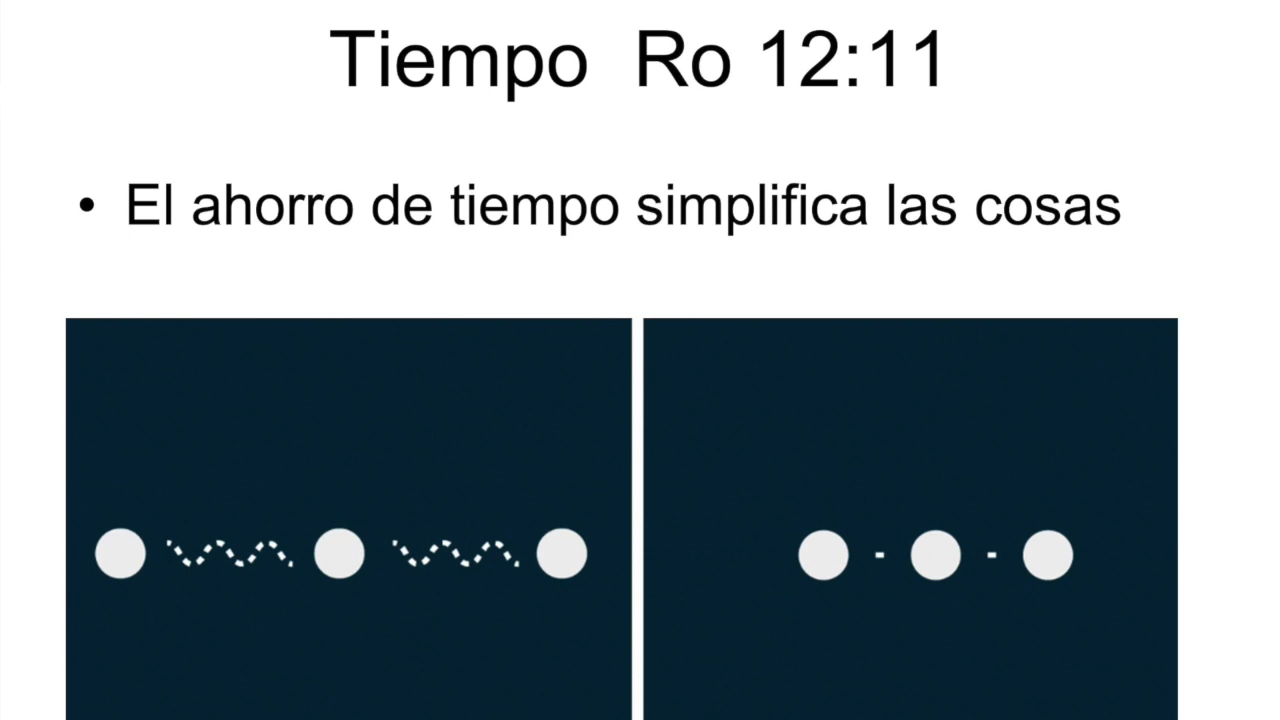 Tiempo Ro 12:11
• El ahorro de tiempo simplifica las cosas